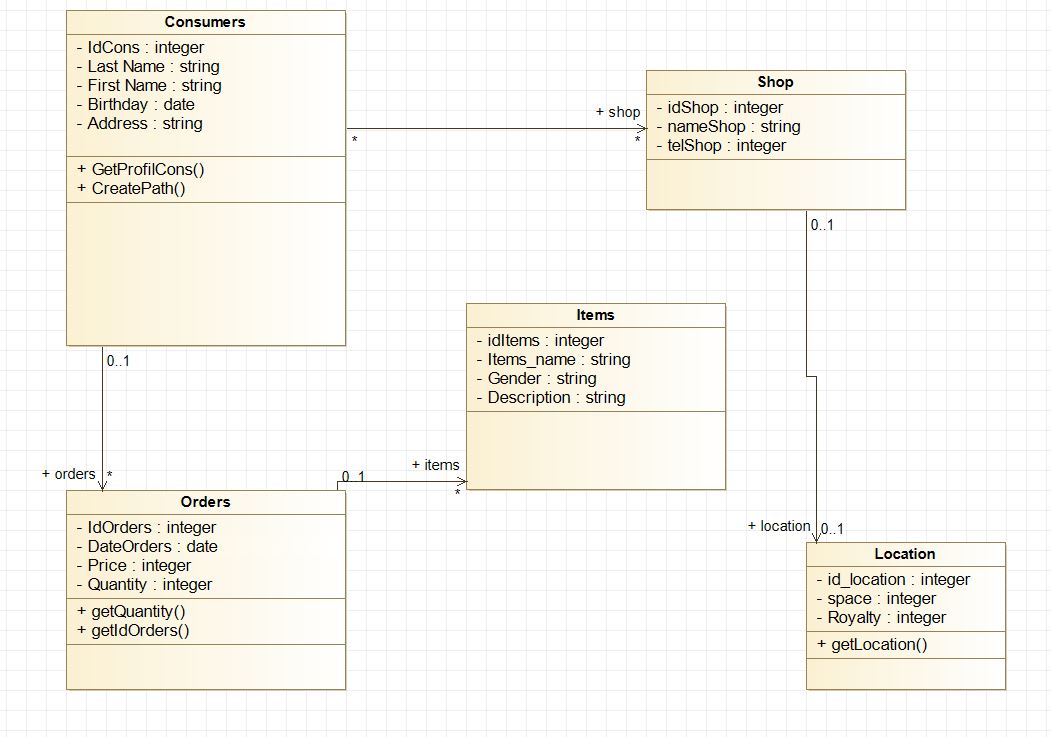 Consumers
- IdCons : integer
- Last Name : string
- First Name : string
- Birthday : date
- Address : string
+ GetProfilCons()
+ CreatePath()
*
+ shop
*
Shop
- idShop : integer
- nameShop : string
- telShop : integer
0..1
0..1
Items
- idItems : integer
- Items_name : string
- Gender : string
- Description : string
+ orders
*
0..1
+ items
*
Orders
- IdOrders : integer
- DateOrders : date
- Price : integer
- Quantity : integer
+ getQuantity()
+ getIdOrders()
+ location
0..1
Location
- id_location : integer
- space : integer
- Royalty : integer
+ getLocation()